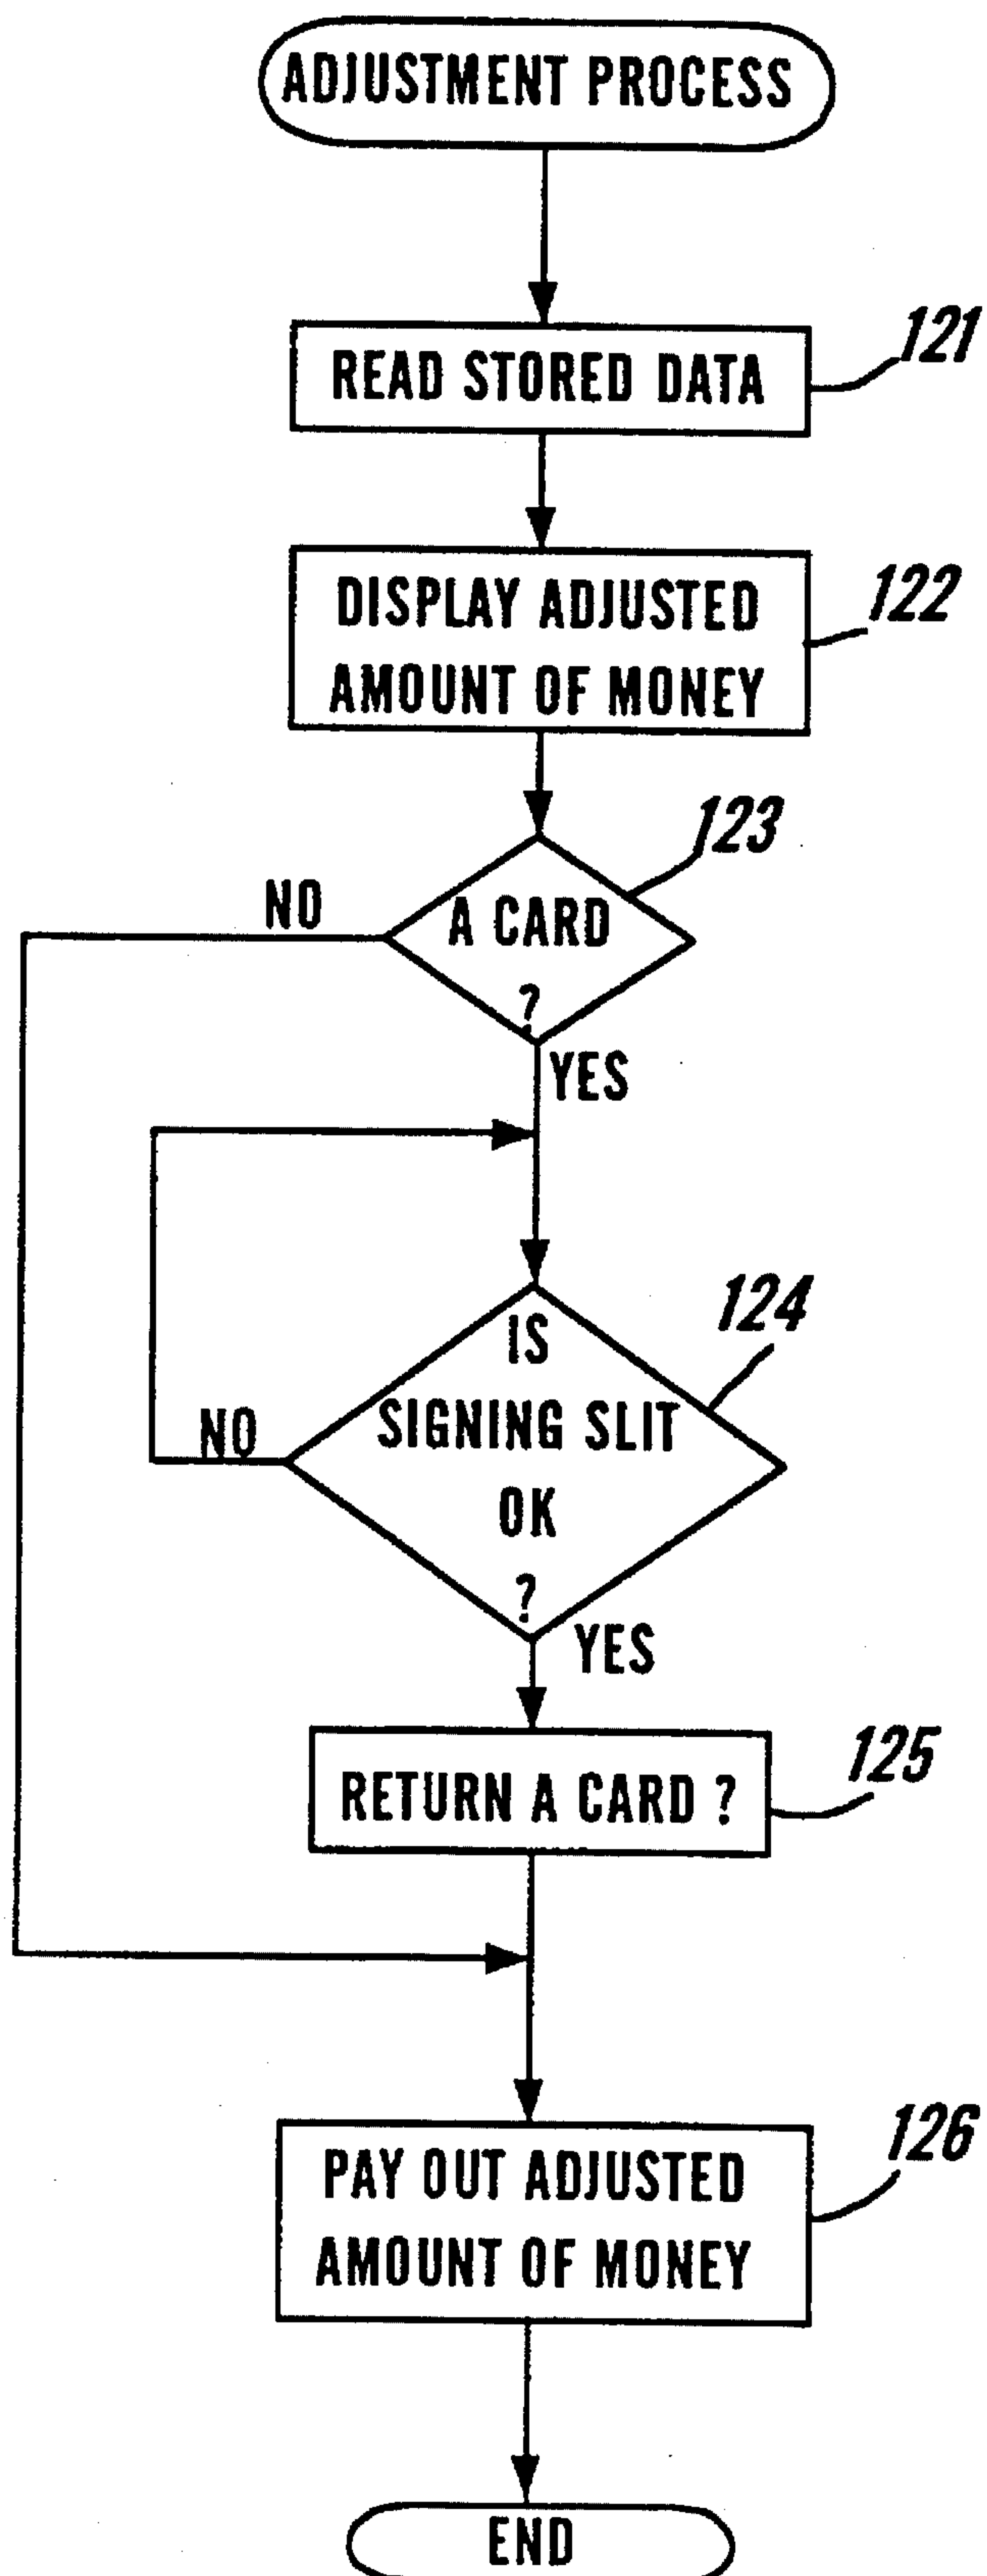 ADJUSTMENT PROCESS
READ STORED DATA
121
DISPLAY ADJUSTED
AMOUNT OF MONEY
122
123
NO
A CARD
?
YES
124
IS
SIGNING SLIT
OK
?
NO
YES
RETURN A CARD ?
125
PAY OUT ADJUSTED
AMOUNT OF MONEY
126
END